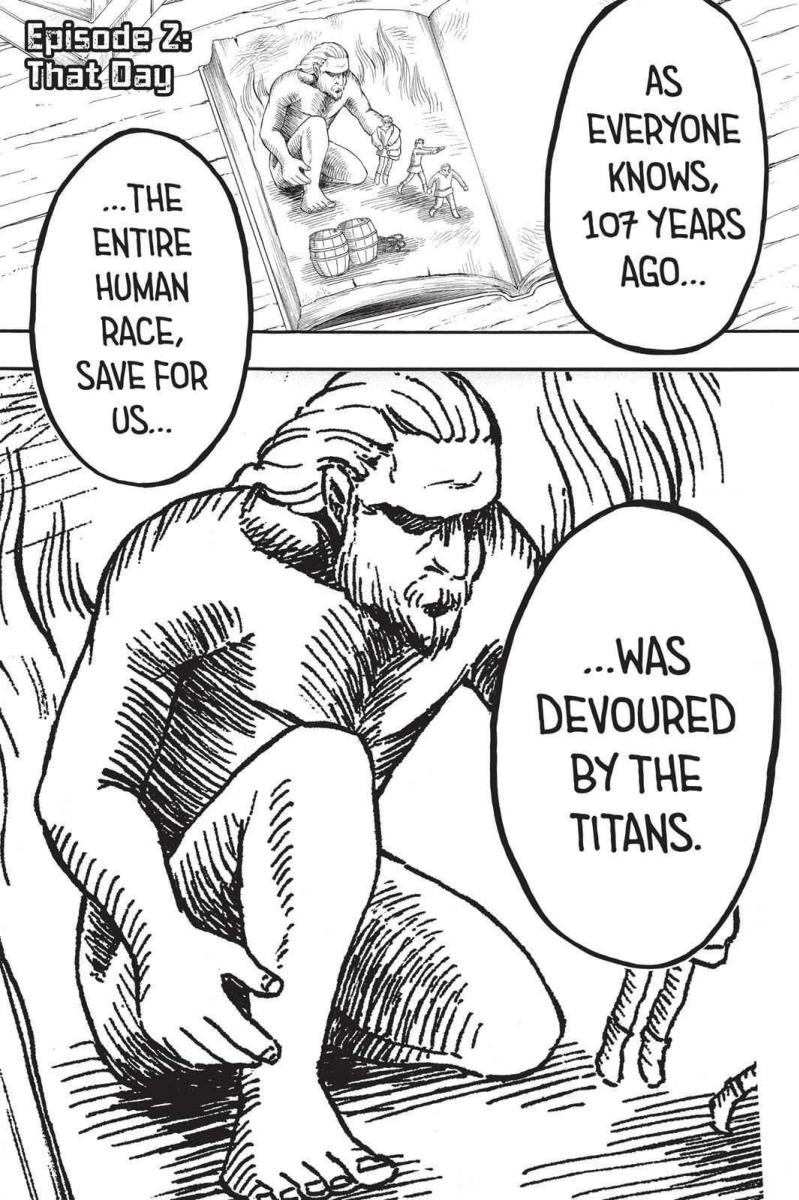 Episode 2:
That Day
AS
EVERYONE
KNOWS,
107 YEARS
AGO...
...THE
ENTIRE
HUMAN
RACE,
SAVE FOR
US...
...WAS
DEVOURED
BY THE
TITANS.